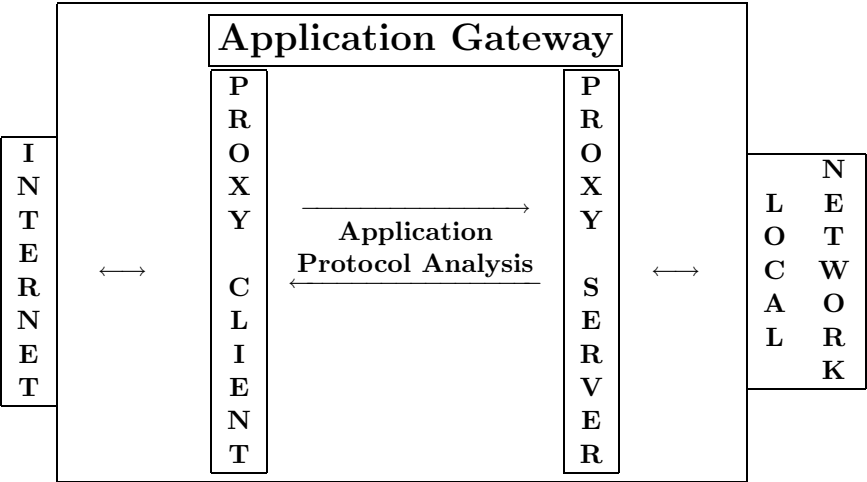 Application Gateway
INTERNET
PROXY CLIENT
Application
Protocol Analysis
PROXY SERVER
LOCAL
NETWORK